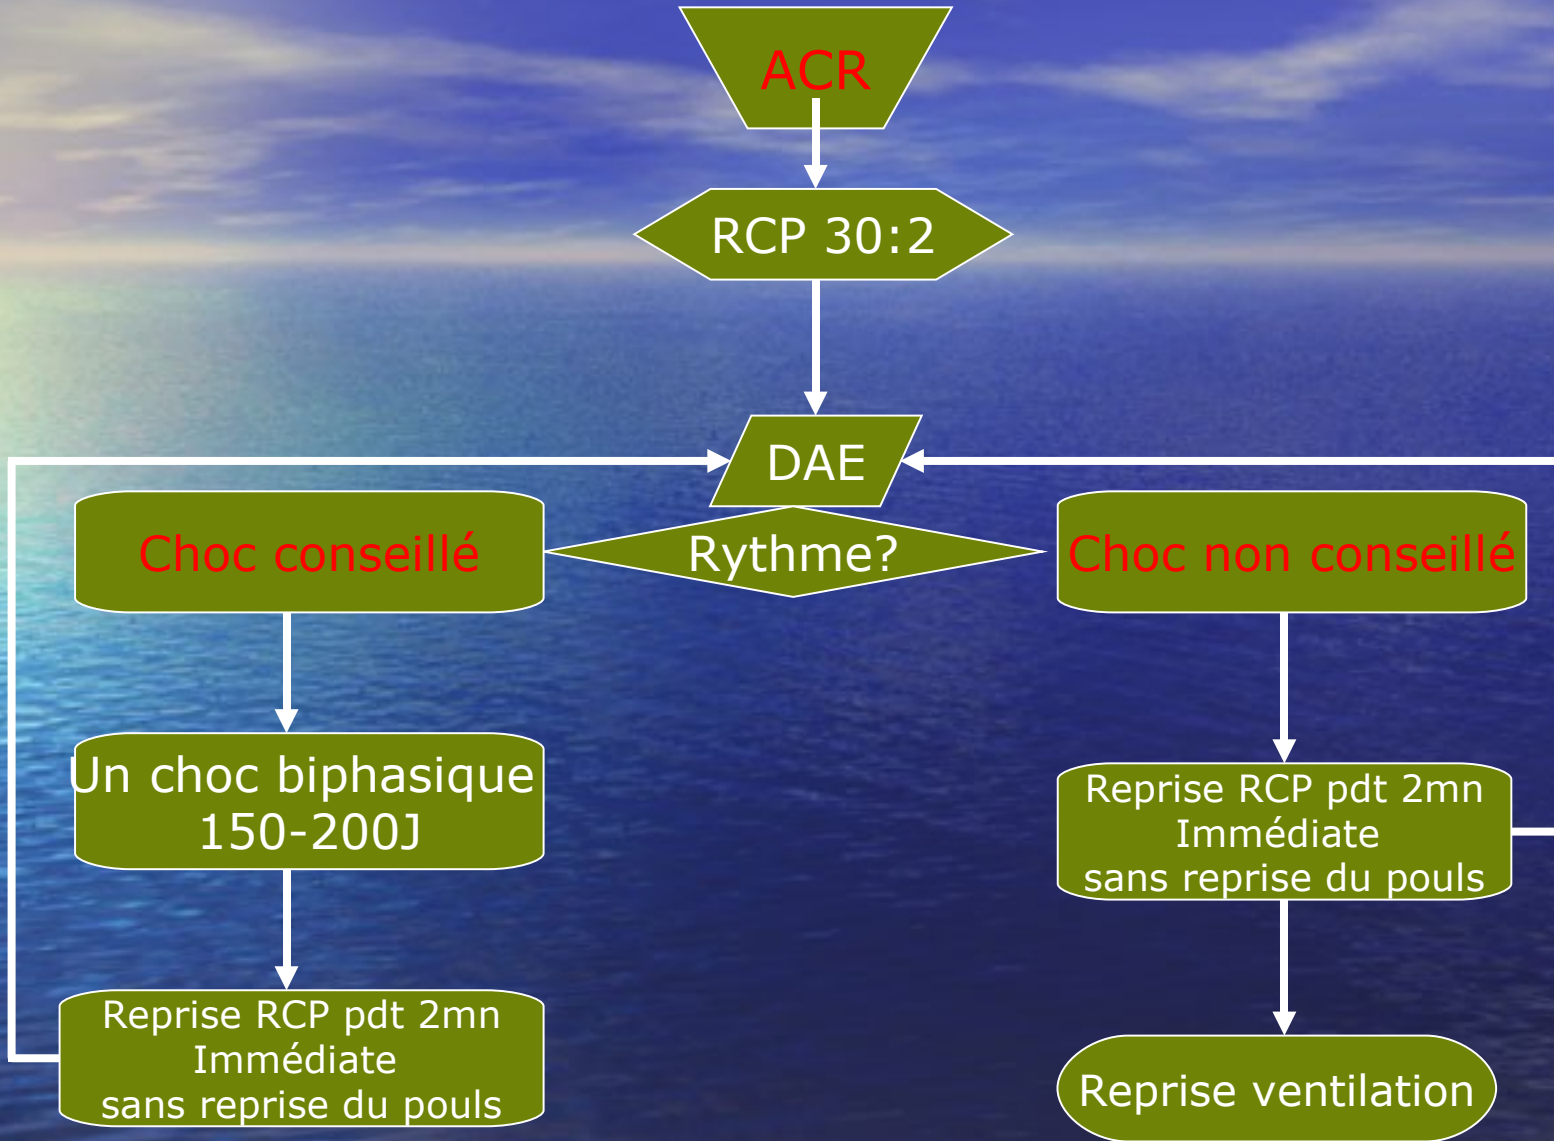 ACR
RCP 30:2
DAE
Rythme?
Choc conseillé
Choc non conseillé
Un choc biphasique
150-200J
Reprise RCP pdt 2mn
Immédiate
sans reprise du pouls
Reprise RCP pdt 2mn
Immédiate
sans reprise du pouls
Reprise ventilation